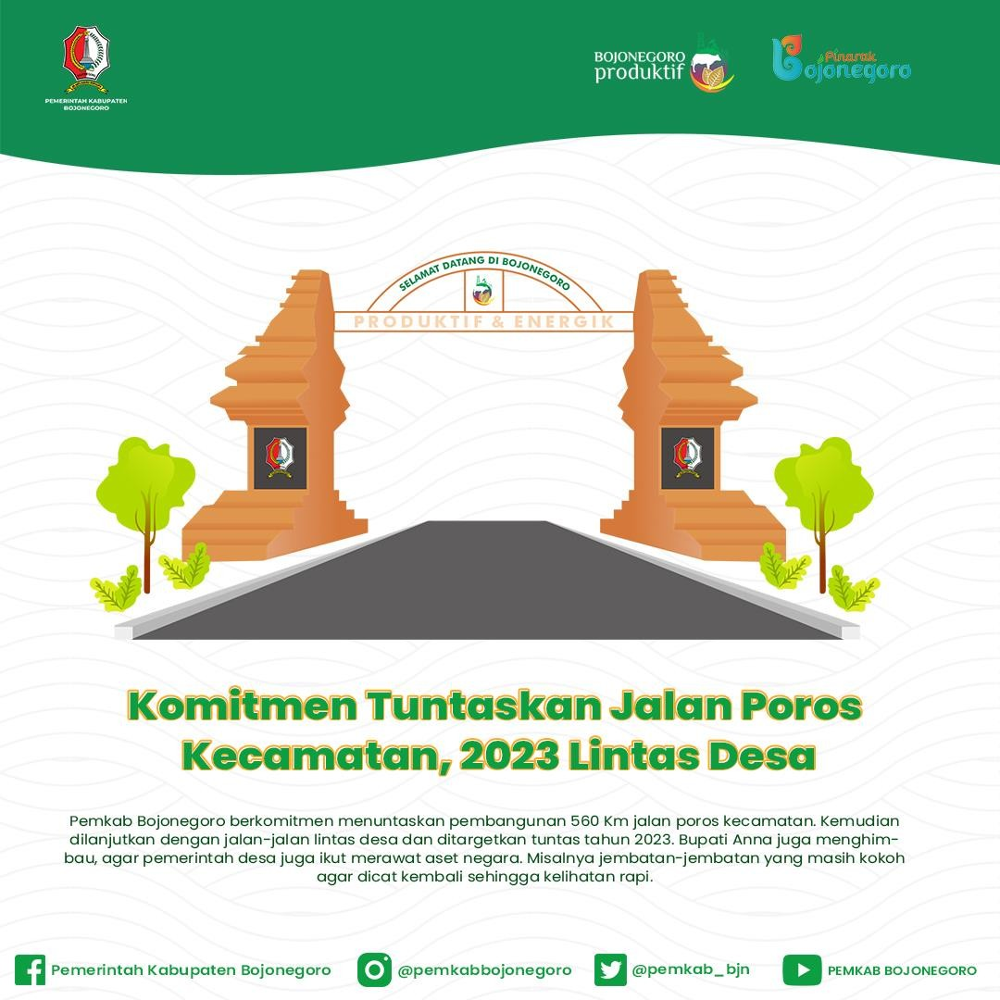 PEMERINTAH KABUPATEN
BOJONEGORO
BOJONEGORO
produktif
Pinarak
Bojonegoro
SELAMAT DATANG DI BOJONEGORO
PRODUKTIF & ENERGIK
Komitmen Tuntaskan Jalan Poros
Kecamatan, 2023 Lintas Desa
Pemkab Bojonegoro berkomitmen menuntaskan pembangunan 560 Km jalan poros kecamatan. Kemudian
dilanjutkan dengan jalan-jalan lintas desa dan ditargetkan tuntas tahun 2023. Bupati Anna juga menghim-
bau, agar pemerintah desa juga ikut merawat aset negara. Misalnya jembatan-jembatan yang masih kokoh
agar dicat kembali sehingga kelihatan rapi.
Pemerintah Kabupaten Bojonegoro
@pemkabbojonegoro
@pemkab_bjn
PEMKAB BOJONEGORO